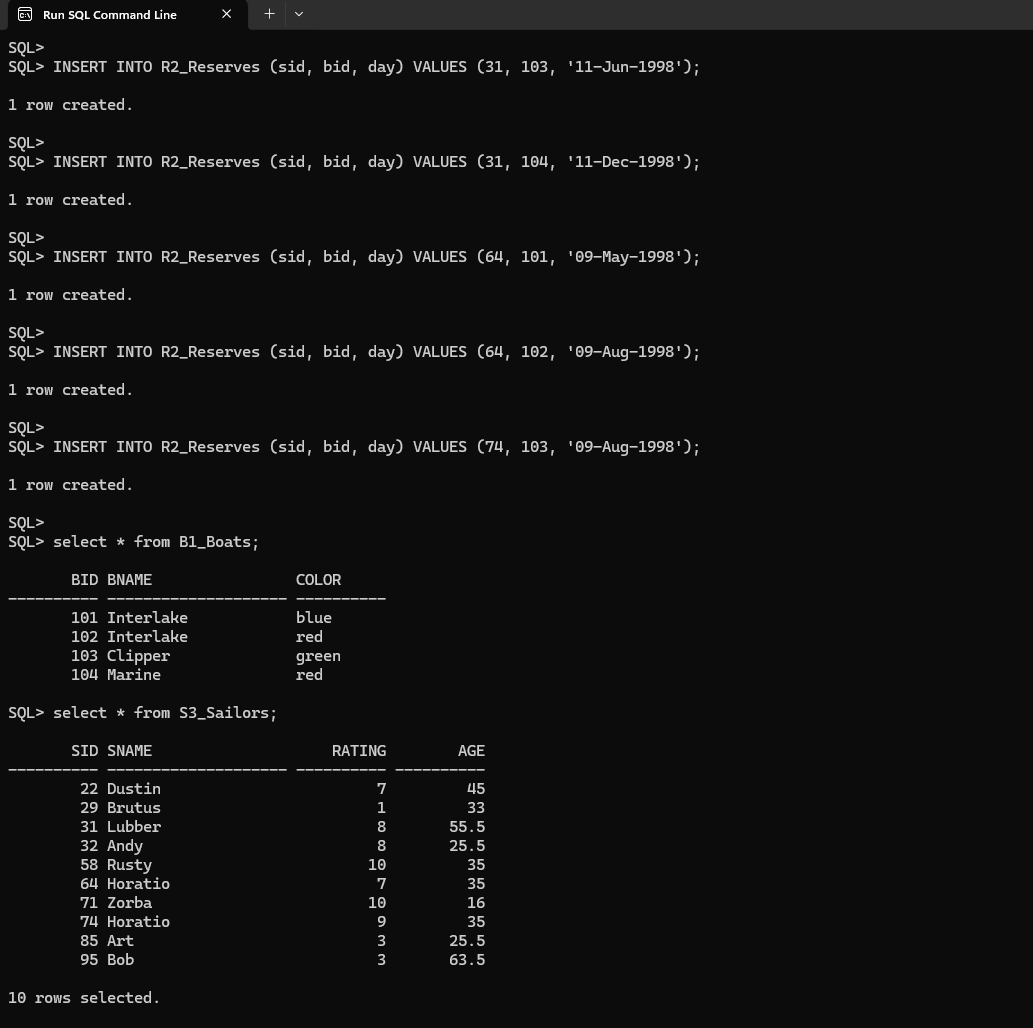 Run SQL Command Line
SQL>
SQL> INSERT INTO R2_Reserves (sid, bid, day) VALUES (31, 103, '11-Jun-1998');
1 row created.
SQL>
SQL> INSERT INTO R2_Reserves (sid, bid, day) VALUES (31, 104, '11-Dec-1998');
1 row created.
SQL>
SQL> INSERT INTO R2_Reserves (sid, bid, day) VALUES (64, 101, '09-May-1998');
1 row created.
SQL>
SQL> INSERT INTO R2_Reserves (sid, bid, day) VALUES (64, 102, '09-Aug-1998');
1 row created.
SQL>
SQL> INSERT INTO R2_Reserves (sid, bid, day) VALUES (74, 103, '09-Aug-1998');
1 row created.
SQL>
SQL> select * from B1_Boats;
       BID BNAME                COLOR
---------- -------------------- ----------
       101 Interlake            blue
       102 Interlake            red
       103 Clipper              green
       104 Marine               red
SQL> select * from S3_Sailors;
       SID SNAME                    RATING        AGE
---------- -------------------- ---------- ----------
        22 Dustin                        7         45
        29 Brutus                        1         33
        31 Lubber                        8       55.5
        32 Andy                          8       25.5
        58 Rusty                        10         35
        64 Horatio                       7         35
        71 Zorba                        10         16
        74 Horatio                       9         35
        85 Art                           3       25.5
        95 Bob                           3       63.5
10 rows selected.